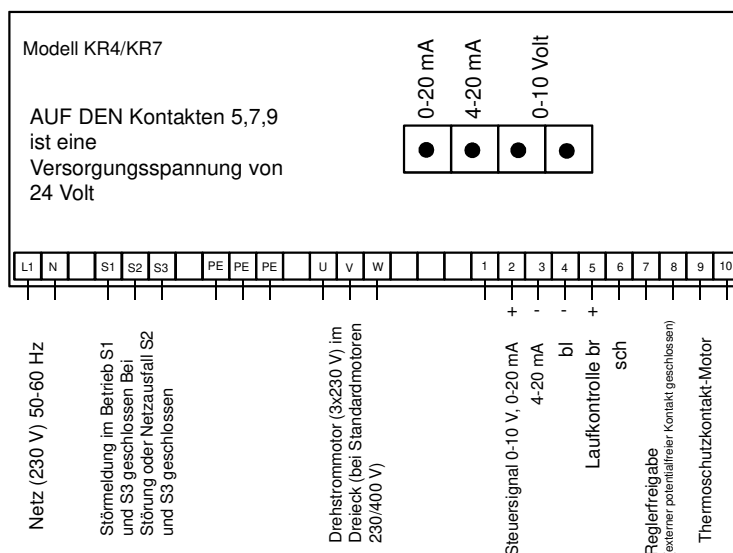 Modell KR4/KR7
AUF DEN Kontakten 5,7,9
ist eine
Versorgungsspannung von
24 Volt
0-20 mA
4-20 mA
0-10 Volt
L1 N S1 S2 S3 PE PE PE U V W 1 2 3 4 5 6 7 8 9 10
+ - - +
Netz (230 V) 50-60 Hz
Störmeldung im Betrieb S1
und S3 geschlossen Bei
Störung oder Netzausfall S2
und S3 geschlossen
Drehstrommotor (3x230 V) im
Dreieck (bei Standardmotoren
230/400 V)
Steuersignal 0-10 V, 0-20 mA
4-20 mA
bl
Laufkontrolle br
sch
Reglerfreigabe
externer potentialfreier Kontakt geschlossen)
Thermoschutzkontakt-Motor